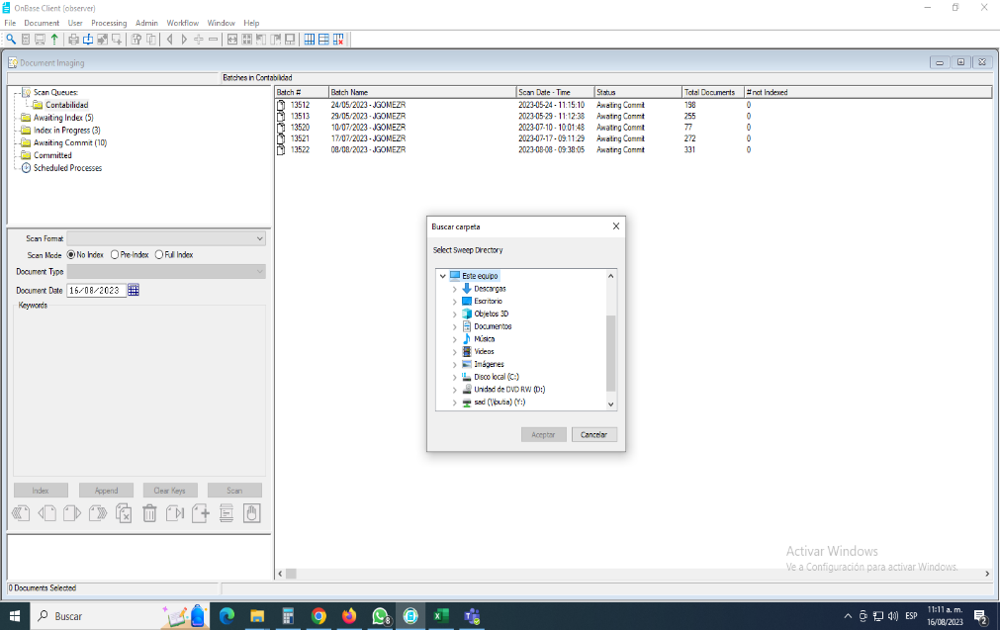 OnBase Client (observer)
File Document User Processing Admin Workflow Window Help
Document Imaging
Batches in Contabilidad
Scan Queues:
Contabilidad
Awaiting Index (5)
Index in Progress (3)
Awaiting Commit (10)
Committed
Scheduled Processes
Batch # Batch Name Scan Date - Time Status Total Documents # not Indexed
13512 24/05/2023 - JGOMEZR 2023-05-24 - 11:15:10 Awaiting Commit 198 0
13513 29/05/2023 - JGOMEZR 2023-05-29 - 11:12:38 Awaiting Commit 255 0
13520 10/07/2023 - JGOMEZR 2023-07-10 - 10:01:48 Awaiting Commit 77 0
13521 17/07/2023 - JGOMEZR 2023-07-17 - 09:11:29 Awaiting Commit 272 0
13522 08/08/2023 - JGOMEZR 2023-08-08 - 09:38:05 Awaiting Commit 331 0
Scan Format
Scan Mode No Index Pre-Index Full Index
Document Type
Document Date 16/08/2023
Keywords
Index Append Clear Keys Scan
Buscar carpeta
Select Sweep Directory
Este equipo
Descargas
Escritorio
Objetos 3D
Documentos
Música
Videos
Imágenes
Disco local (C:)
Unidad de DVD RW (D:)
sad (\\butia) (Y:)
Aceptar Cancelar
Activar Windows
Ve a Configuración para activar Windows.
0 Documents Selected
Buscar
8
ESP
11:11 a. m.
16/08/2023
2